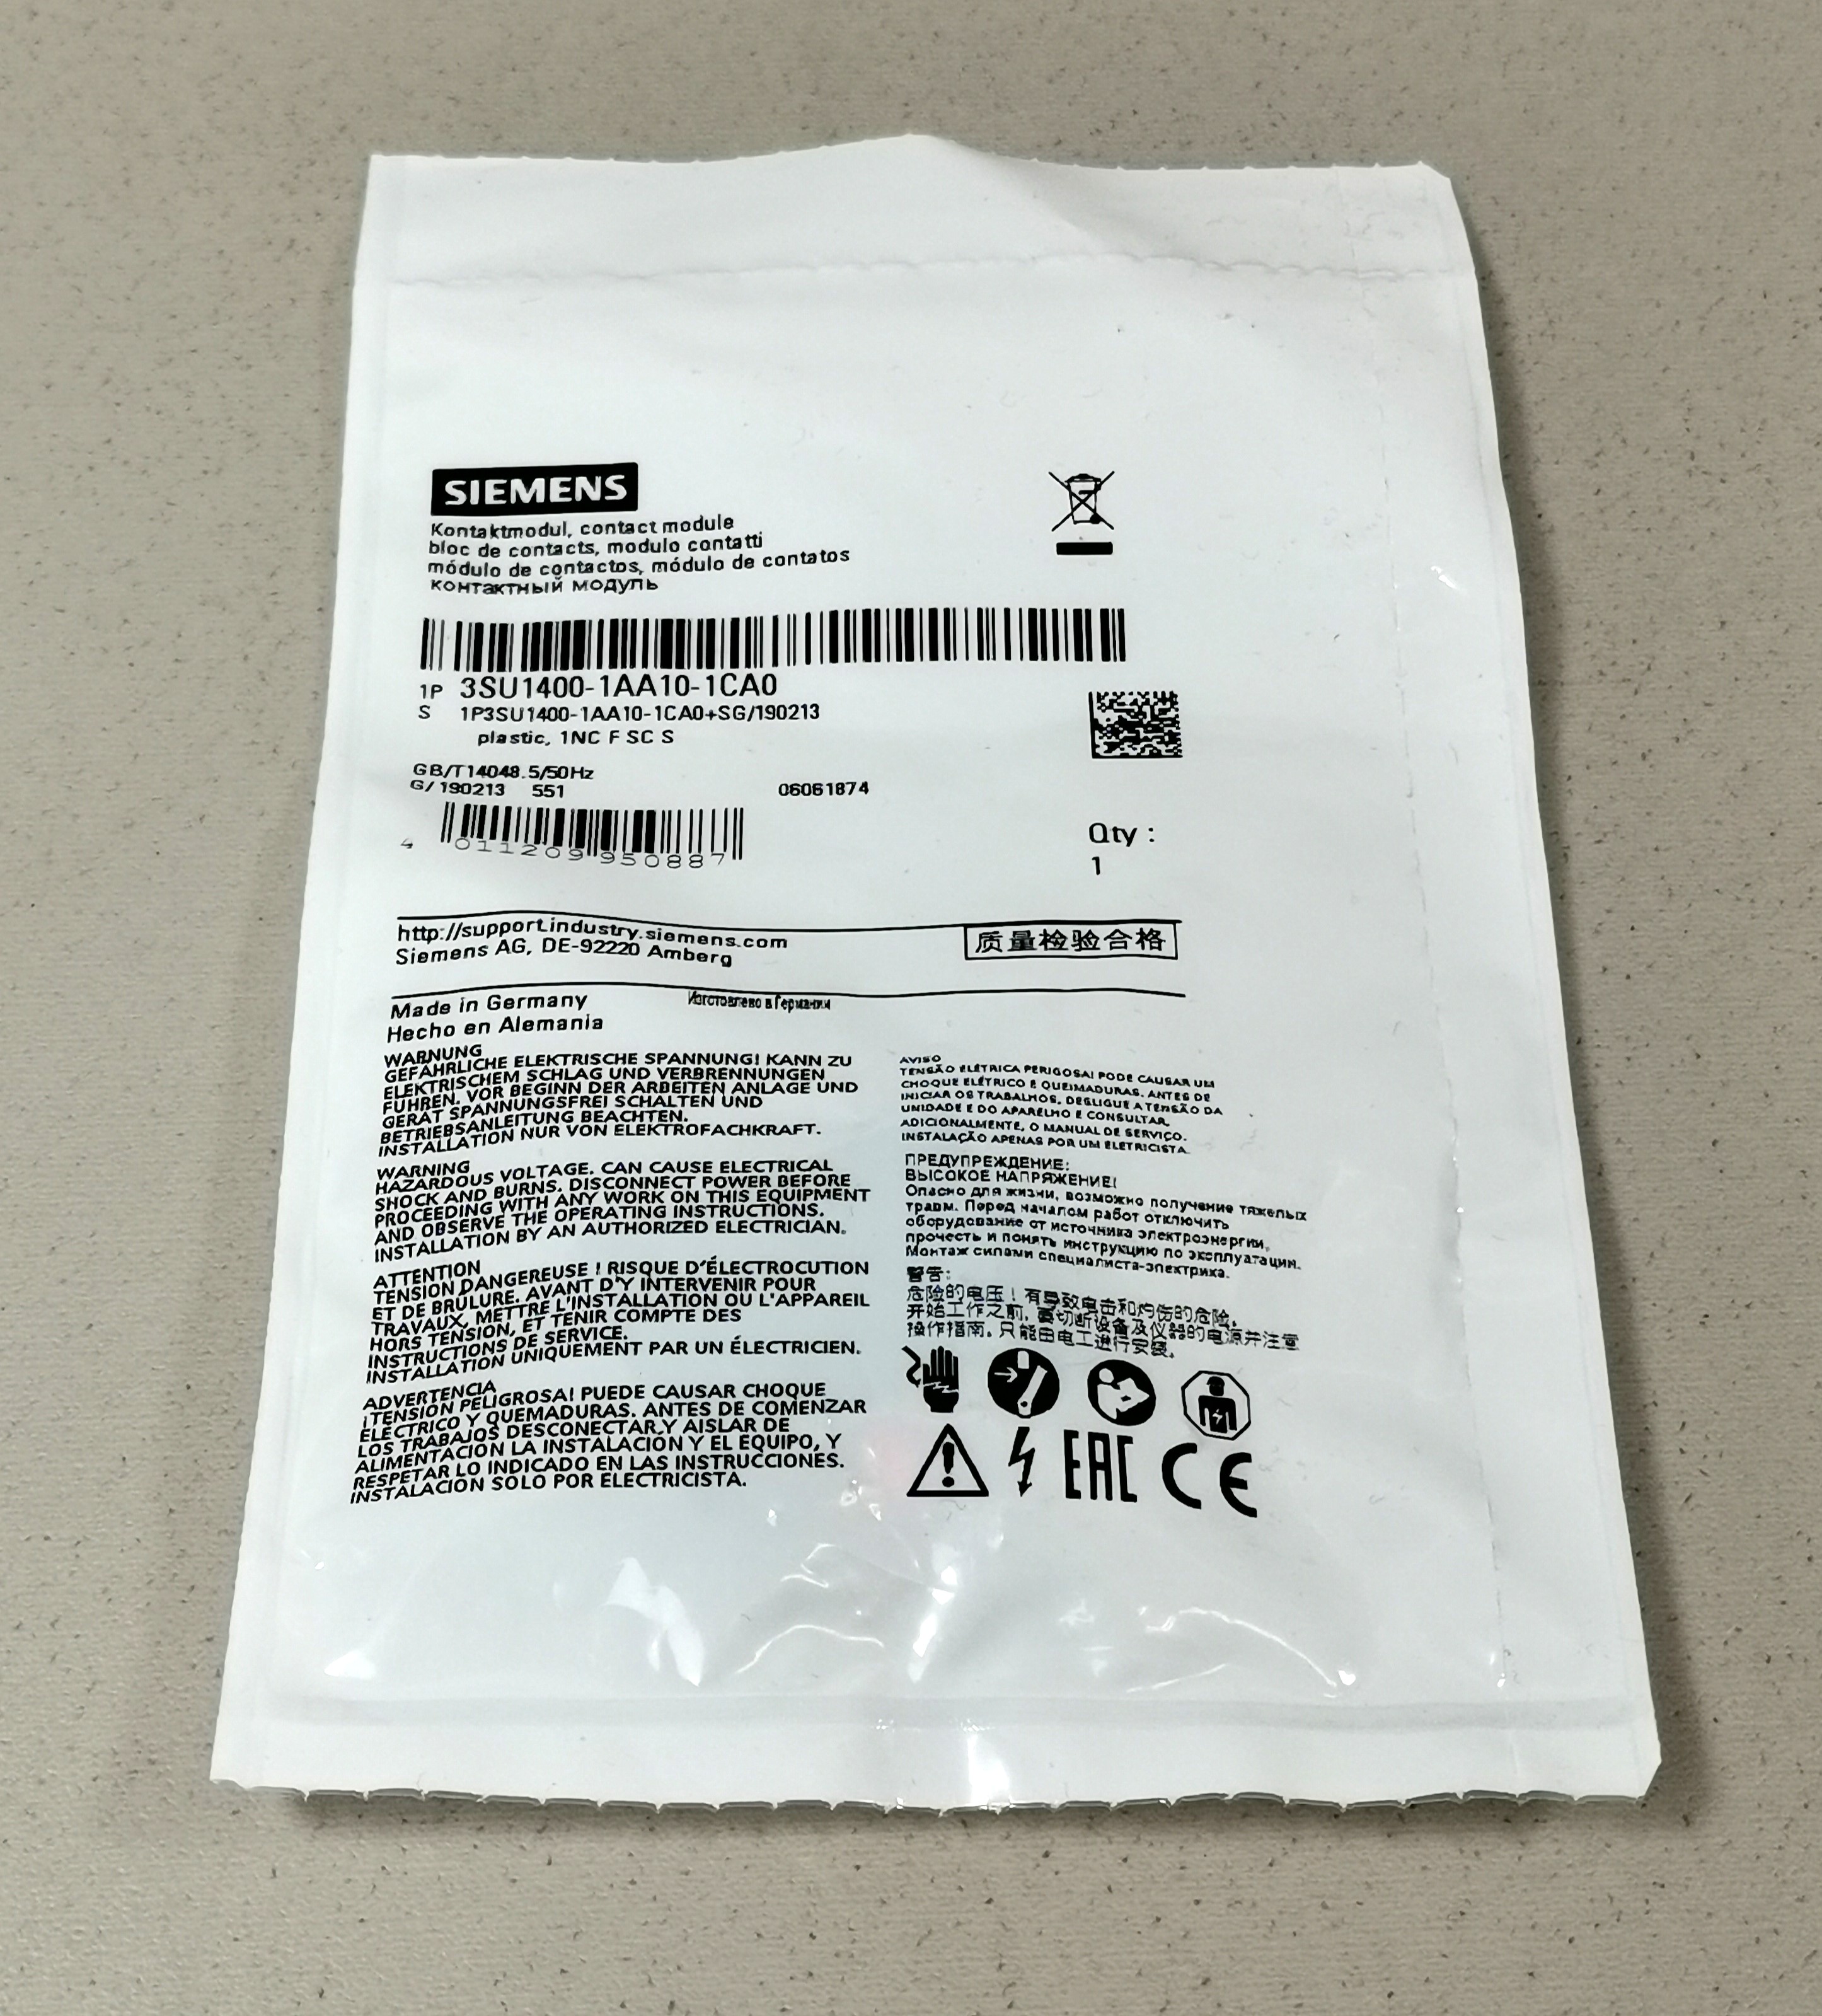 SIEMENS
Kontaktmodul, contact module
bloc de contacts, modulo contatti
módulo de contactos, módulo de contatos
контактный модуль
1P 3SU1400-1AA10-1CA0
S 1P3SU1400-1AA10-1CA0+SG/190213
plastic, 1NC F SC S
GB/T14048.5/50Hz
G/190213 551 06061874
4 011209 950887
Qty :
1
http://support.industry.siemens.com
Siemens AG, DE-92220 Amberg
质量检验合格
Made in Germany Изготовлено в Германии
Hecho en Alemania
WARNUNG
GEFÄHRLICHE ELEKTRISCHE SPANNUNG! KANN ZU
ELEKTRISCHEM SCHLAG UND VERBRENNUNGEN
FÜHREN. VOR BEGINN DER ARBEITEN ANLAGE UND
GERÄT SPANNUNGSFREI SCHALTEN UND
BETRIEBSANLEITUNG BEACHTEN.
INSTALLATION NUR VON ELEKTROFACHKRAFT.
WARNING
HAZARDOUS VOLTAGE. CAN CAUSE ELECTRICAL
SHOCK AND BURNS. DISCONNECT POWER BEFORE
PROCEEDING WITH ANY WORK ON THIS EQUIPMENT
AND OBSERVE THE OPERATING INSTRUCTIONS.
INSTALLATION BY AN AUTHORIZED ELECTRICIAN.
ATTENTION
TENSION DANGEREUSE ! RISQUE D'ÉLECTROCUTION
ET DE BRÛLURE. AVANT D'Y INTERVENIR POUR
TRAVAUX, METTRE L'INSTALLATION OU L'APPAREIL
HORS TENSION, ET TENIR COMPTE DES
INSTRUCTIONS DE SERVICE.
INSTALLATION UNIQUEMENT PAR UN ÉLECTRICIEN.
ADVERTENCIA
¡TENSIÓN PELIGROSA! PUEDE CAUSAR CHOQUE
ELÉCTRICO Y QUEMADURAS. ANTES DE COMENZAR
LOS TRABAJOS DESCONECTAR Y AISLAR DE
ALIMENTACIÓN LA INSTALACIÓN Y EL EQUIPO, Y
RESPETAR LO INDICADO EN LAS INSTRUCCIONES.
INSTALACIÓN SOLO POR ELECTRICISTA.
AVISO
TENSÃO ELÉTRICA PERIGOSA! PODE CAUSAR UM
CHOQUE ELÉTRICO E QUEIMADURAS. ANTES DE
INICIAR OS TRABALHOS, DESLIGUE A TENSÃO DA
UNIDADE E DO APARELHO E CONSULTAR,
ADICIONALMENTE, O MANUAL DE SERVIÇO.
INSTALAÇÃO APENAS POR UM ELETRICISTA.
ПРЕДУПРЕЖДЕНИЕ:
ВЫСОКОЕ НАПРЯЖЕНИЕ!
Опасно для жизни, возможно получение тяжелых
травм. Перед началом работ отключить
оборудование от источника электроэнергии,
прочесть и понять инструкцию по эксплуатации.
Монтаж силами специалиста-электрика.
警告:
危险的电压！有导致电击和灼伤的危险。
开始工作之前，要切断设备及仪器的电源并注意
操作指南。只能由电工进行安装。
EAC CE